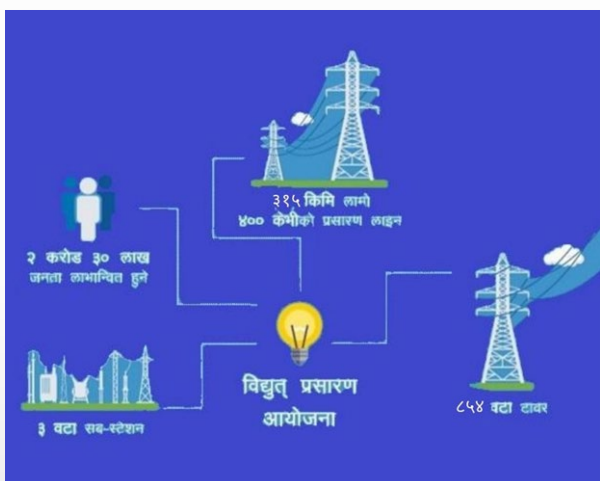 ३१५ किमि लामो
४०० केभीको प्रसारण लाइन
२ करोड ३० लाख
जनता लाभान्वित हुने
विद्युत् प्रसारण
आयोजना
८५४ वटा टावर
३ वटा सब-स्टेशन